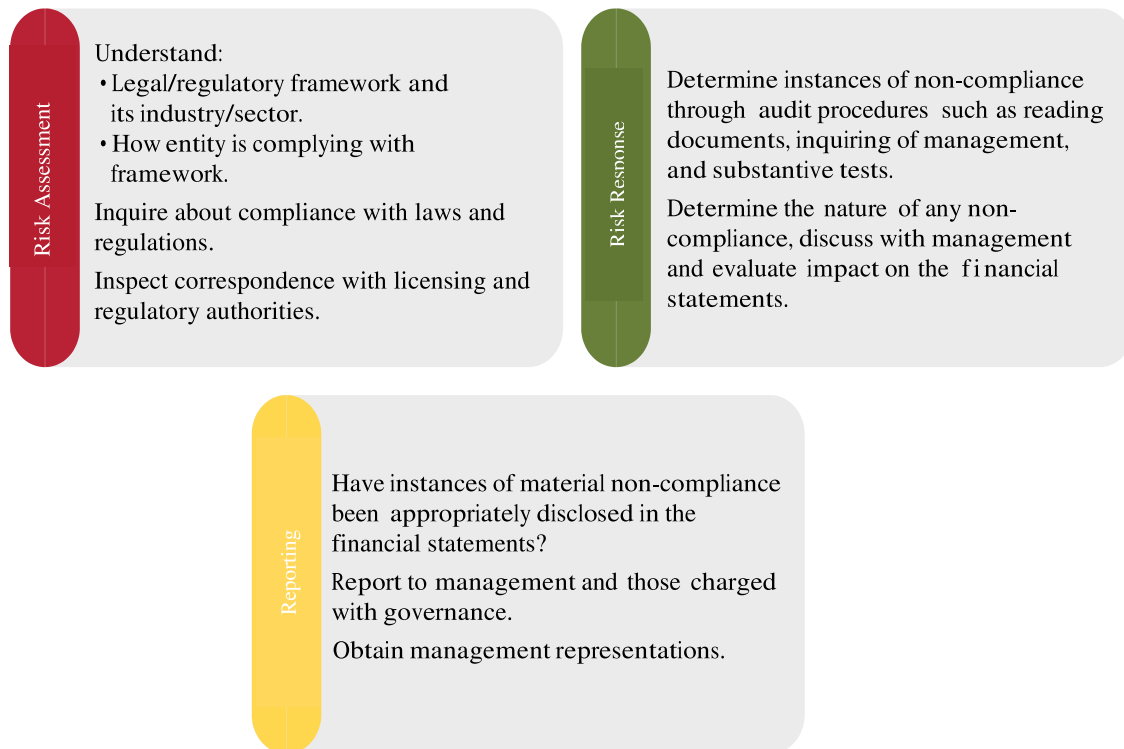 Risk Assessment
Understand:
• Legal/regulatory framework and
its industry/sector.
• How entity is complying with
framework.
Inquire about compliance with laws and
regulations.
Inspect correspondence with licensing and
regulatory authorities.
Risk Response
Determine instances of non-compliance
through audit procedures such as reading
documents, inquiring of management,
and substantive tests.
Determine the nature of any non-
compliance, discuss with management
and evaluate impact on the financial
statements.
Reporting
Have instances of material non-compliance
been appropriately disclosed in the
financial statements?
Report to management and those charged
with governance.
Obtain management representations.